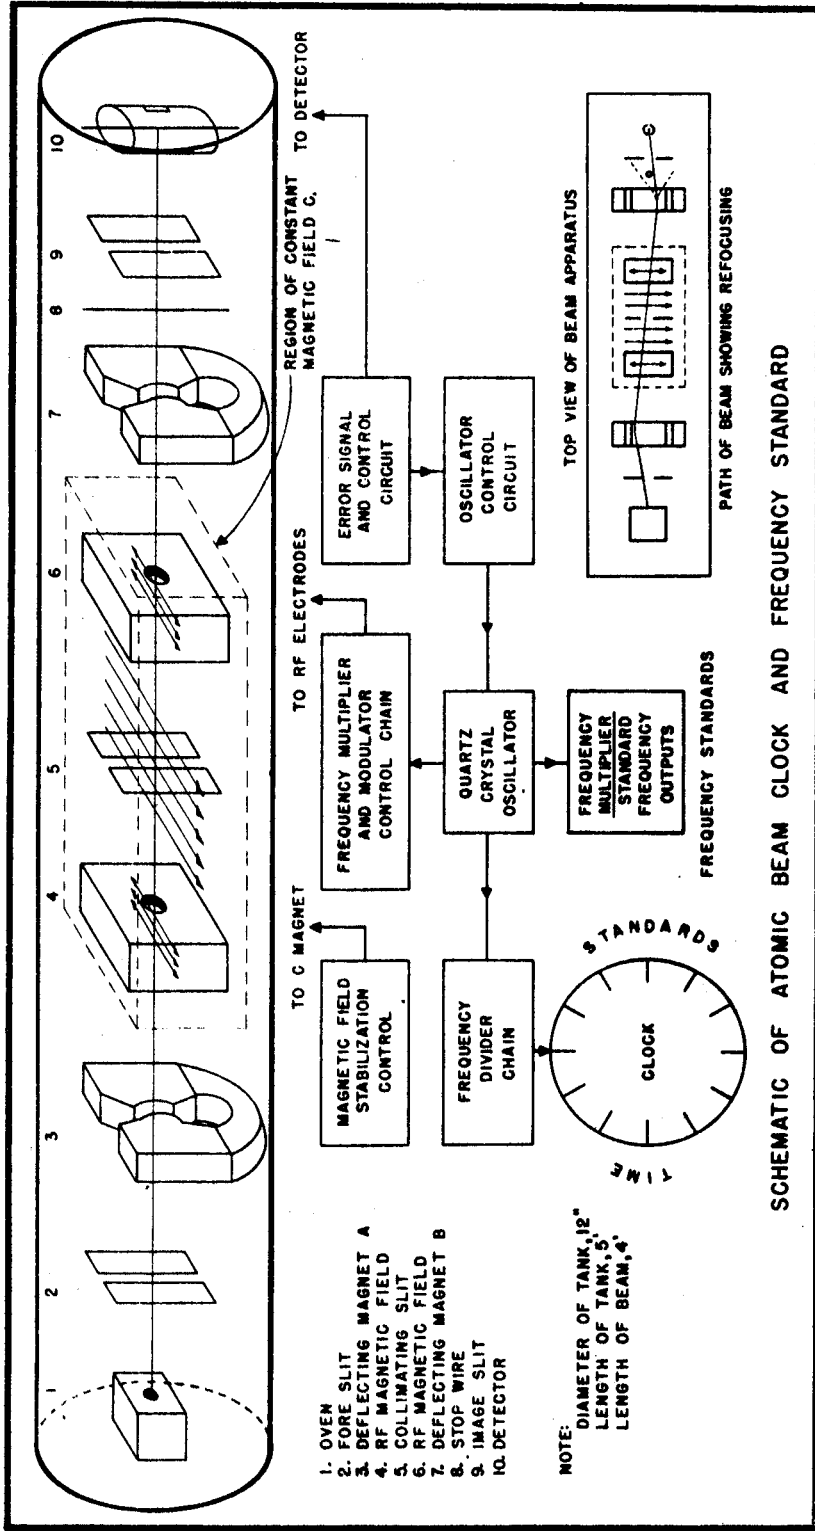 1
2
3
4
5
6
7
8
9
10
REGION OF CONSTANT
MAGNETIC FIELD C.
TO C MAGNET
TO RF ELECTRODES
TO DETECTOR
MAGNETIC FIELD
STABILIZATION
CONTROL
FREQUENCY MULTIPLIER
AND MODULATOR
CONTROL CHAIN
ERROR SIGNAL
AND CONTROL
CIRCUIT
FREQUENCY
DIVIDER
CHAIN
QUARTZ
CRYSTAL
OSCILLATOR
OSCILLATOR
CONTROL
CIRCUIT
1. OVEN
2. FORE SLIT
3. DEFLECTING MAGNET A
4. RF MAGNETIC FIELD
5. COLLIMATING SLIT
6. RF MAGNETIC FIELD
7. DEFLECTING MAGNET B
8. STOP WIRE
9. IMAGE SLIT
10. DETECTOR
NOTE:
DIAMETER OF TANK, 12"
LENGTH OF TANK, 5'
LENGTH OF BEAM, 4'
TIME
STANDARDS
CLOCK
FREQUENCY
MULTIPLIER
STANDARD
FREQUENCY
OUTPUTS
FREQUENCY STANDARDS
TOP VIEW OF BEAM APPARATUS
PATH OF BEAM SHOWING REFOCUSING
SCHEMATIC OF ATOMIC BEAM CLOCK AND FREQUENCY STANDARD